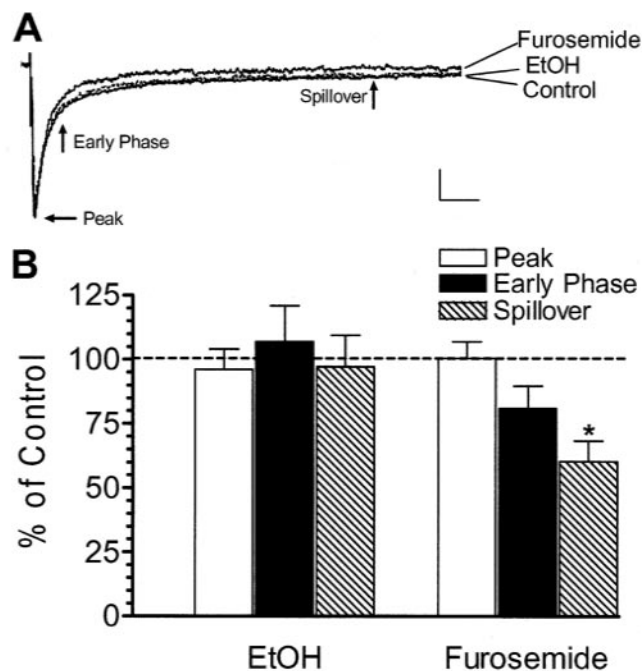 A
Furosemide
EtOH
Control
Spillover
Early Phase
Peak
B
Peak
Early Phase
Spillover
125
100
75
50
25
0
% of Control
*
EtOH
Furosemide